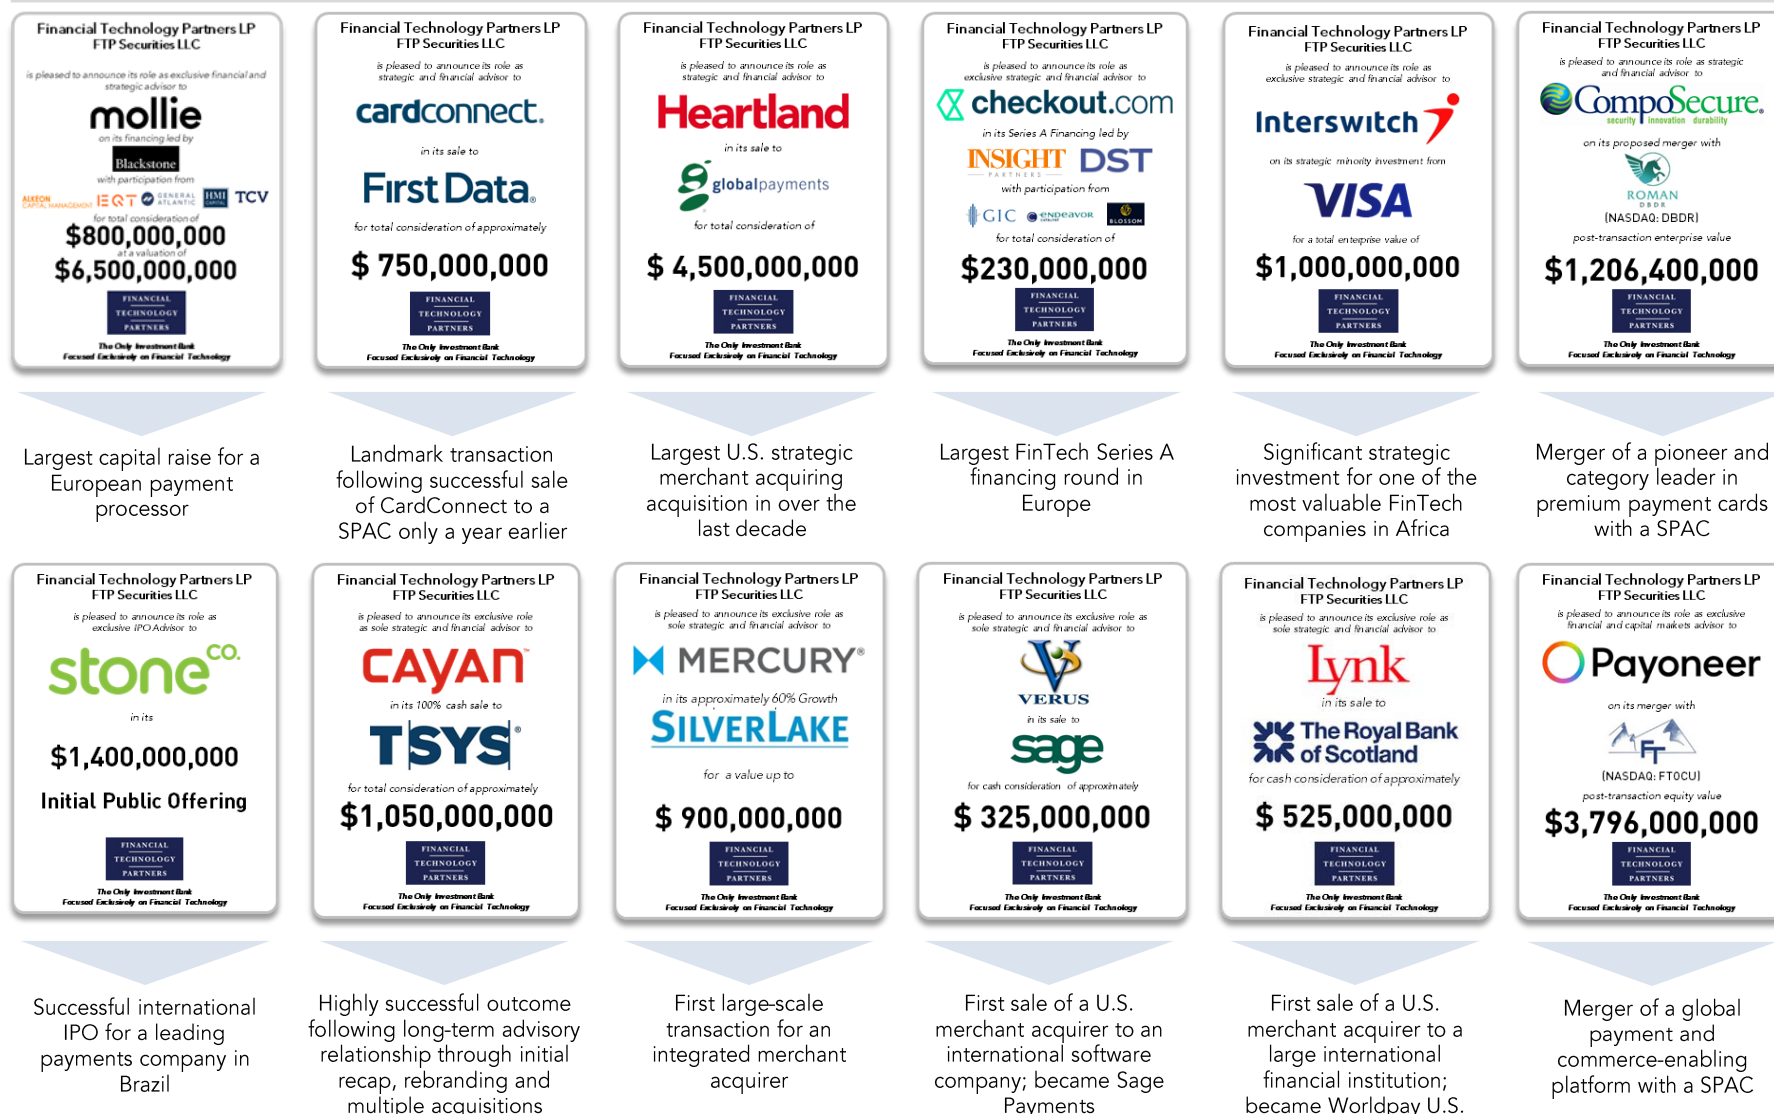 Financial Technology Partners LP
FTP Securities LLC
is pleased to announce its role as exclusive financial and
strategic advisor to
mollie
on its financing led by
Blackstone
with participation from
ALKEON
CAPITAL MANAGEMENT
EQT
GENERAL
ATLANTIC
HMI
CAPITAL
TCV
for total consideration of
$800,000,000
at a valuation of
$6,500,000,000
FINANCIAL
TECHNOLOGY
PARTNERS
The Only Investment Bank
Focused Exclusively on Financial Technology
Largest capital raise for a
European payment
processor
Financial Technology Partners LP
FTP Securities LLC
is pleased to announce its role as
strategic and financial advisor to
cardconnect.
in its sale to
First Data®
for total consideration of approximately
$ 750,000,000
FINANCIAL
TECHNOLOGY
PARTNERS
The Only Investment Bank
Focused Exclusively on Financial Technology
Landmark transaction
following successful sale
of CardConnect to a
SPAC only a year earlier
Financial Technology Partners LP
FTP Securities LLC
is pleased to announce its role as
strategic and financial advisor to
Heartland
in its sale to
globalpayments
for total consideration of
$ 4,500,000,000
FINANCIAL
TECHNOLOGY
PARTNERS
The Only Investment Bank
Focused Exclusively on Financial Technology
Largest U.S. strategic
merchant acquiring
acquisition in over the
last decade
Financial Technology Partners LP
FTP Securities LLC
is pleased to announce its role as
exclusive strategic and financial advisor to
checkout.com
in its Series A Financing led by
INSIGHT
PARTNERS
DST
with participation from
GIC
ENDEAVOR
CATALYST
BLOSSOM
for total consideration of
$230,000,000
FINANCIAL
TECHNOLOGY
PARTNERS
The Only Investment Bank
Focused Exclusively on Financial Technology
Largest FinTech Series A
financing round in
Europe
Financial Technology Partners LP
FTP Securities LLC
is pleased to announce its role as
exclusive strategic and financial advisor to
Interswitch
on its strategic minority investment from
VISA
for a total enterprise value of
$1,000,000,000
FINANCIAL
TECHNOLOGY
PARTNERS
The Only Investment Bank
Focused Exclusively on Financial Technology
Significant strategic
investment for one of the
most valuable FinTech
companies in Africa
Financial Technology Partners LP
FTP Securities LLC
is pleased to announce its role as strategic
and financial advisor to
CompoSecure®
security innovation durability
on its proposed merger with
ROMAN
DBDR
(NASDAQ: DBDR)
post-transaction enterprise value
$1,206,400,000
FINANCIAL
TECHNOLOGY
PARTNERS
The Only Investment Bank
Focused Exclusively on Financial Technology
Merger of a pioneer and
category leader in
premium payment cards
with a SPAC
Financial Technology Partners LP
FTP Securities LLC
is pleased to announce its role as
exclusive IPO Advisor to
stone CO.
in its
$1,400,000,000
Initial Public Offering
FINANCIAL
TECHNOLOGY
PARTNERS
The Only Investment Bank
Focused Exclusively on Financial Technology
Successful international
IPO for a leading
payments company in
Brazil
Financial Technology Partners LP
FTP Securities LLC
is pleased to announce its exclusive role
as sole strategic and financial advisor to
CAYAN™
in its 100% cash sale to
TSYS®
for total consideration of approximately
$1,050,000,000
FINANCIAL
TECHNOLOGY
PARTNERS
The Only Investment Bank
Focused Exclusively on Financial Technology
Highly successful outcome
following long-term advisory
relationship through initial
recap, rebranding and
multiple acquisitions
Financial Technology Partners LP
FTP Securities LLC
is pleased to announce its exclusive role as
sole strategic and financial advisor to
MERCURY®
in its approximately 60% Growth
SILVERLAKE
for a value up to
$ 900,000,000
FINANCIAL
TECHNOLOGY
PARTNERS
The Only Investment Bank
Focused Exclusively on Financial Technology
First large-scale
transaction for an
integrated merchant
acquirer
Financial Technology Partners LP
FTP Securities LLC
is pleased to announce its exclusive role as
sole strategic and financial advisor to
VERUS
in its sale to
sage
for cash consideration of approximately
$ 325,000,000
FINANCIAL
TECHNOLOGY
PARTNERS
The Only Investment Bank
Focused Exclusively on Financial Technology
First sale of a U.S.
merchant acquirer to an
international software
company; became Sage
Payments
Financial Technology Partners LP
FTP Securities LLC
is pleased to announce its exclusive role as
sole strategic and financial advisor to
Lynk
in its sale to
The Royal Bank
of Scotland
for cash consideration of approximately
$ 525,000,000
FINANCIAL
TECHNOLOGY
PARTNERS
The Only Investment Bank
Focused Exclusively on Financial Technology
First sale of a U.S.
merchant acquirer to a
large international
financial institution;
became Worldpay U.S.
Financial Technology Partners LP
FTP Securities LLC
is pleased to announce its role as exclusive
financial and capital markets advisor to
Payoneer
on its merger with
FT
(NASDAQ: FTOCU)
post-transaction equity value
$3,796,000,000
FINANCIAL
TECHNOLOGY
PARTNERS
The Only Investment Bank
Focused Exclusively on Financial Technology
Merger of a global
payment and
commerce-enabling
platform with a SPAC